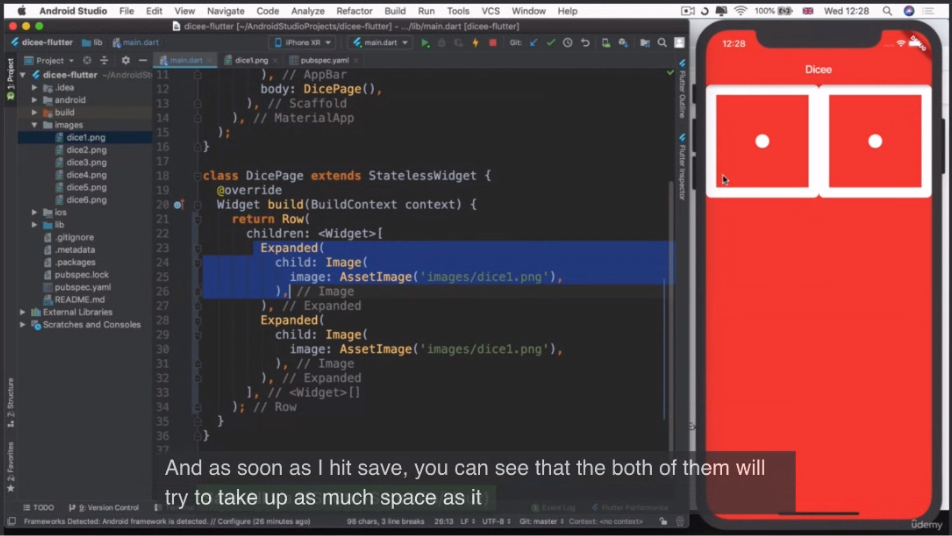 Android Studio File Edit View Navigate Code Analyze Refactor Build Run Tools VCS Window Help 100% Wed 12:28
dicee-flutter [~/AndroidStudioProjects/dicee-flutter] - .../lib/main.dart [dicee-flutter]
dicee-flutter lib main.dart iPhone XR main.dart Git:
Project main.dart dice1.png pubspec.yaml
1: Project
dicee-flutter ~/AndroidStu
.idea
android
build
images
dice1.png
dice2.png
dice3.png
dice4.png
dice5.png
dice6.png
ios
lib
.gitignore
.metadata
.packages
pubspec.lock
pubspec.yaml
README.md
External Libraries
Scratches and Consoles
Z: Structure
2: Favorites
11 ), // AppBar
12 body: DicePage(),
13 ), // Scaffold
14 ), // MaterialApp
15 );
16 }
17
18 class DicePage extends StatelessWidget {
19 @override
20 Widget build(BuildContext context) {
21 return Row(
22 children: <Widget>[
23 Expanded(
24 child: Image(
25 image: AssetImage('images/dice1.png'),
26 ), // Image
27 ), // Expanded
28 Expanded(
29 child: Image(
30 image: AssetImage('images/dice1.png'),
31 ), // Image
32 ), // Expanded
33 ], // <Widget>[]
34 ); // Row
35 }
36 }
37
Flutter Outline
Flutter Inspector
12:28
Dicee
And as soon as I hit save, you can see that the both of them will
try to take up as much space as it
TODO 9: Version Control Event Log Flutter Performance
Frameworks Detected: Android framework is detected. // Configure (26 minutes ago) 98 chars, 3 line breaks 26:13 LF UTF-8 Git: master Context: <no context>
ûdemy